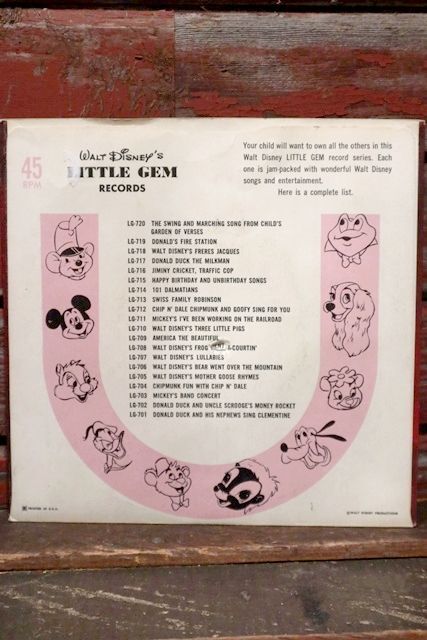 45
RPM
WALT DISNEY'S
LITTLE GEM
RECORDS
Your child will want to own all the others in this
Walt Disney LITTLE GEM record series. Each
one is jam-packed with wonderful Walt Disney
songs and entertainment.
Here is a complete list.
LG-720 THE SWING AND MARCHING SONG FROM CHILD'S
GARDEN OF VERSES
LG-719 DONALD'S FIRE STATION
LG-718 WALT DISNEY'S FRERES JACQUES
LG-717 DONALD DUCK THE MILKMAN
LG-716 JIMINY CRICKET, TRAFFIC COP
LG-715 HAPPY BIRTHDAY AND UNBIRTHDAY SONGS
LG-714 101 DALMATIANS
LG-713 SWISS FAMILY ROBINSON
LG-712 CHIP N' DALE CHIPMUNK AND GOOFY SING FOR YOU
LG-711 MICKEY'S I'VE BEEN WORKING ON THE RAILROAD
LG-710 WALT DISNEY'S THREE LITTLE PIGS
LG-709 AMERICA THE BEAUTIFUL
LG-708 WALT DISNEY'S FROG WENT A-COURTIN'
LG-707 WALT DISNEY'S LULLABIES
LG-706 WALT DISNEY'S BEAR WENT OVER THE MOUNTAIN
LG-705 WALT DISNEY'S MOTHER GOOSE RHYMES
LG-704 CHIPMUNK FUN WITH CHIP N' DALE
LG-703 MICKEY'S BAND CONCERT
LG-702 DONALD DUCK AND UNCLE SCROOGE'S MONEY ROCKET
LG-701 DONALD DUCK AND HIS NEPHEWS SING CLEMENTINE
PRINTED IN U.S.A.
©WALT DISNEY PRODUCTIONS